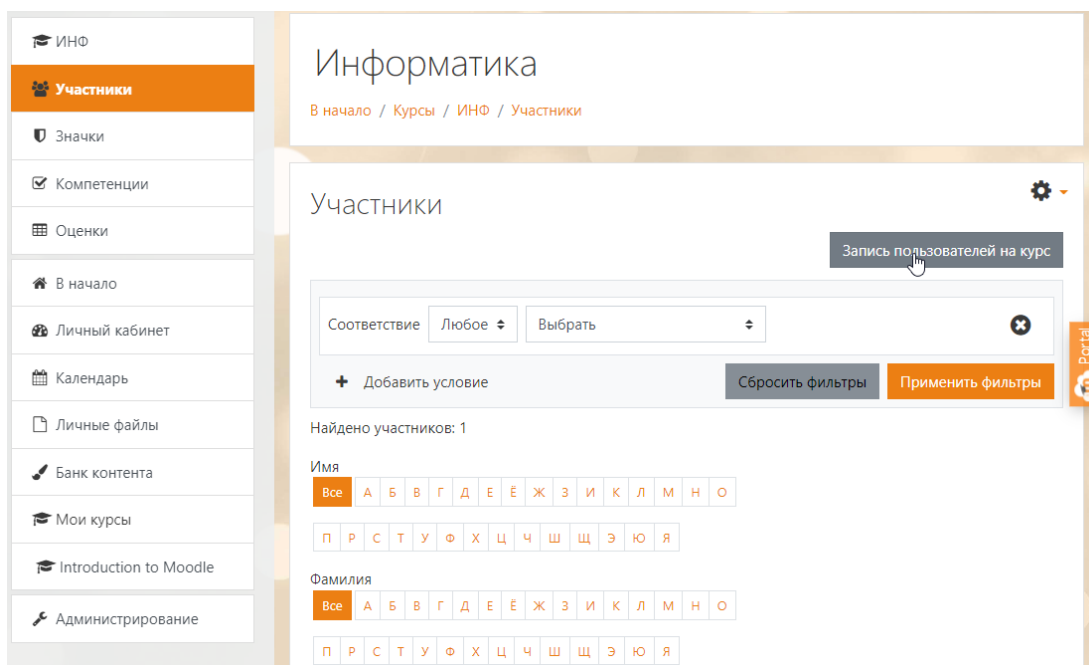 ИНФ
Участники
Значки
Компетенции
Оценки
В начало
Личный кабинет
Календарь
Личные файлы
Банк контента
Мои курсы
Introduction to Moodle
Администрирование
Информатика
В начало / Курсы / ИНФ / Участники
Участники
Запись пользователей на курс
Соответствие Любое Выбрать
Добавить условие Сбросить фильтры Применить фильтры
Найдено участников: 1
Имя
Все А Б В Г Д Е Ё Ж З И К Л М Н О
П Р С Т У Ф Х Ц Ч Ш Щ Э Ю Я
Фамилия
Все А Б В Г Д Е Ё Ж З И К Л М Н О
П Р С Т У Ф Х Ц Ч Ш Щ Э Ю Я
Portal